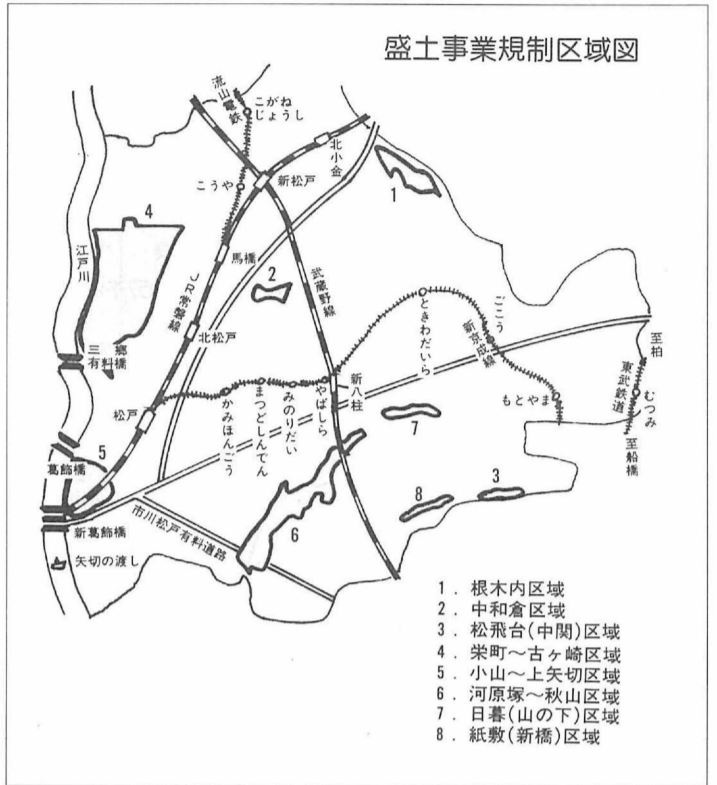 盛土事業規制区域図
流山電鉄
こがね
じょうし
北小金
新松戸
こうや
1
4
江戸川
馬橋
2
武蔵野線
JR常磐線
北松戸
三郷
有料橋
ときわだいら
ごこう
新京成線
至柏
東武鉄道
むつみ
至船橋
松戸
かみほんごう
まつどしんでん
みのりだい
やばしら
新八柱
もとやま
7
5
葛飾橋
3
8
新葛飾橋
市川松戸有料道路
6
矢切の渡し
1．根木内区域
2．中和倉区域
3．松飛台(中関)区域
4．栄町～古ヶ崎区域
5．小山～上矢切区域
6．河原塚～秋山区域
7．日暮(山の下)区域
8．紙敷(新橋)区域